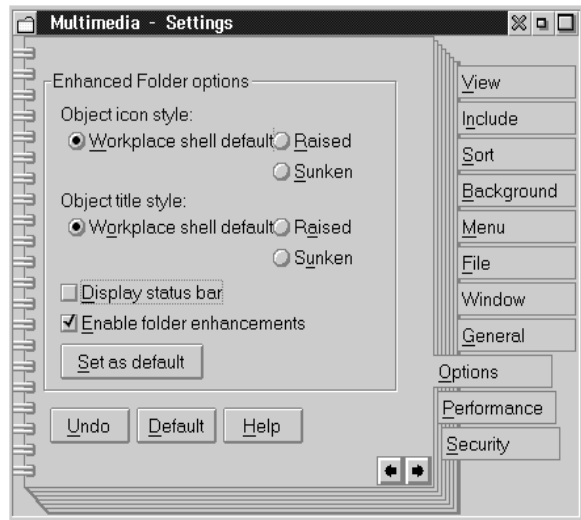 Multimedia - Settings
Enhanced Folder options
Object icon style:
Workplace shell default Raised
Sunken
Object title style:
Workplace shell default Raised
Sunken
Display status bar
Enable folder enhancements
Set as default
Undo Default Help
View
Include
Sort
Background
Menu
File
Window
General
Options
Performance
Security